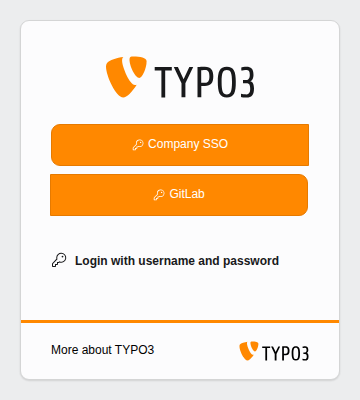 TYPO3
Company SSO
GitLab
Login with username and password
More about TYPO3
TYPO3